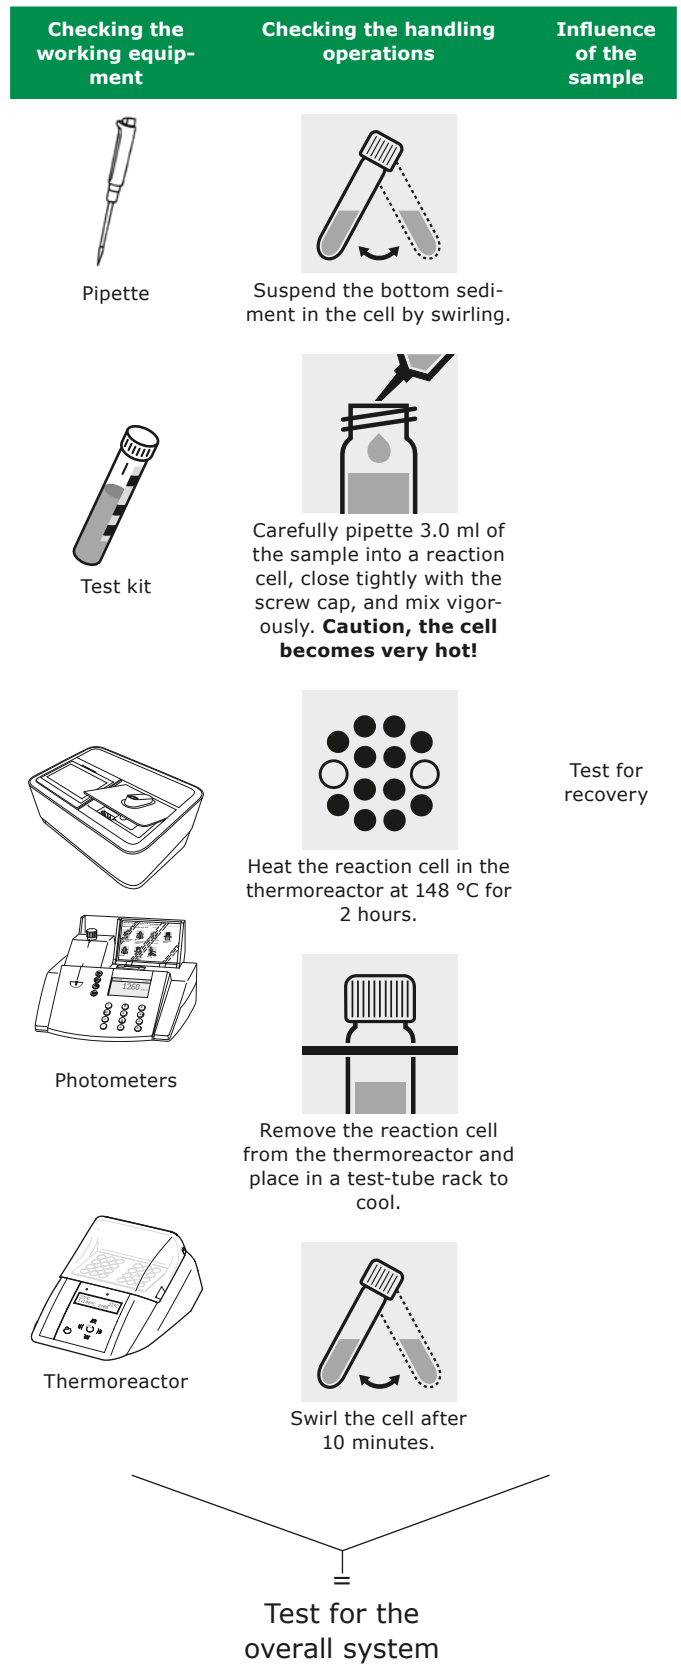 Checking the
working equip-
ment
Checking the handling
operations
Influence
of the
sample
Pipette
Suspend the bottom sedi-
ment in the cell by swirling.
Test kit
Carefully pipette 3.0 ml of
the sample into a reaction
cell, close tightly with the
screw cap, and mix vigor-
ously. Caution, the cell
becomes very hot!
Test for
recovery
Heat the reaction cell in the
thermoreactor at 148 °C for
2 hours.
1260
Photometers
Remove the reaction cell
from the thermoreactor and
place in a test-tube rack to
cool.
Thermoreactor
Swirl the cell after
10 minutes.
=
Test for the
overall system